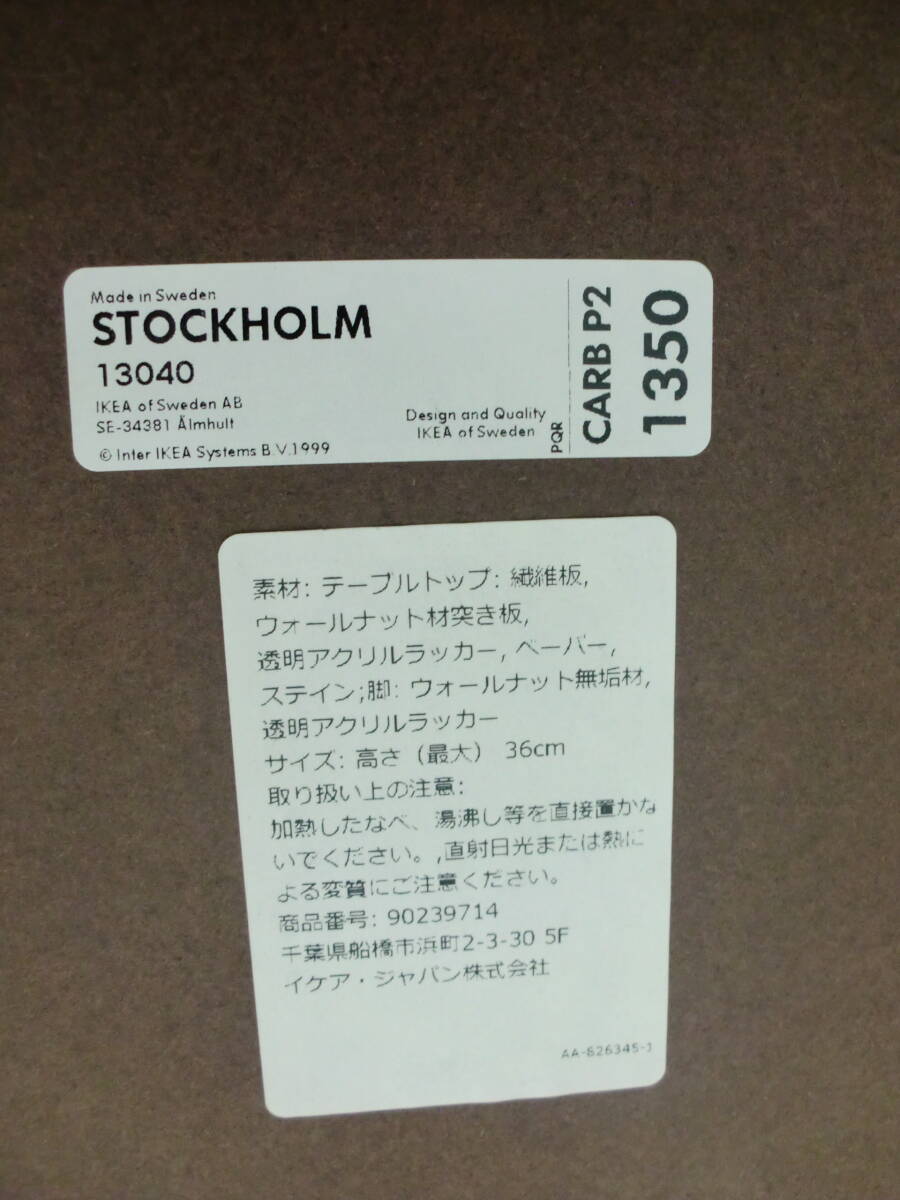 Made in Sweden
STOCKHOLM
13040
IKEA of Sweden AB
SE-34381 Älmhult
© Inter IKEA Systems B.V.1999
Design and Quality
IKEA of Sweden
PQR
CARB P2
1350
素材: テーブルトップ: 繊維板,
ウォールナット材突き板,
透明アクリルラッカー, ペーパー,
ステイン;脚: ウォールナット無垢材,
透明アクリルラッカー
サイズ: 高さ（最大） 36cm
取り扱い上の注意:
加熱したなべ、湯沸し等を直接置かな
いでください。,直射日光または熱に
よる変質にご注意ください。
商品番号: 90239714
千葉県船橋市浜町2-3-30 5F
イケア・ジャパン株式会社
AA-826345-1